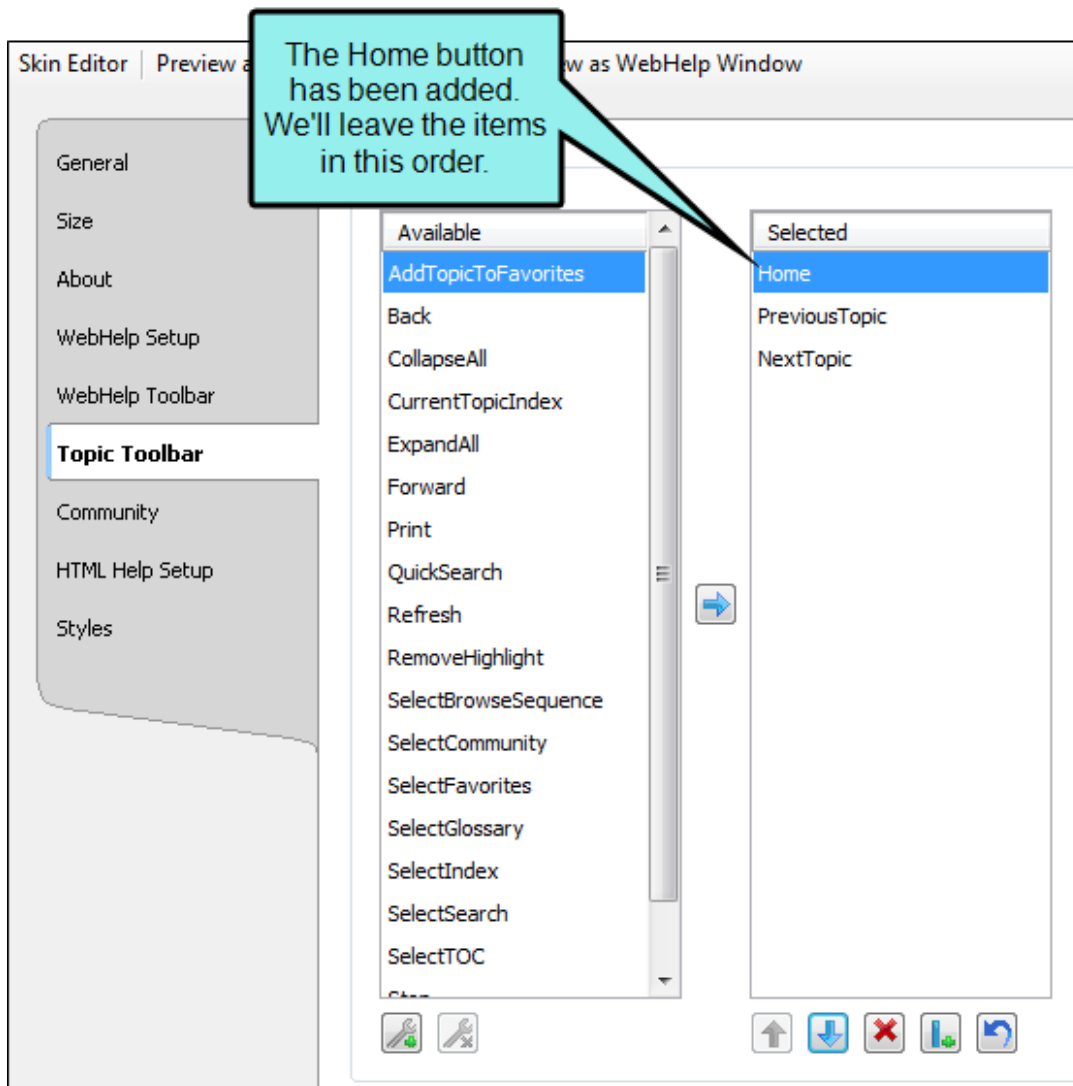 The Home button
has been added.
We'll leave the items
in this order.
Skin Editor Preview a ew as WebHelp Window
General
Size
About
WebHelp Setup
WebHelp Toolbar
Topic Toolbar
Community
HTML Help Setup
Styles
Available
AddTopicToFavorites
Back
CollapseAll
CurrentTopicIndex
ExpandAll
Forward
Print
QuickSearch
Refresh
RemoveHighlight
SelectBrowseSequence
SelectCommunity
SelectFavorites
SelectGlossary
SelectIndex
SelectSearch
SelectTOC
Selected
Home
PreviousTopic
NextTopic